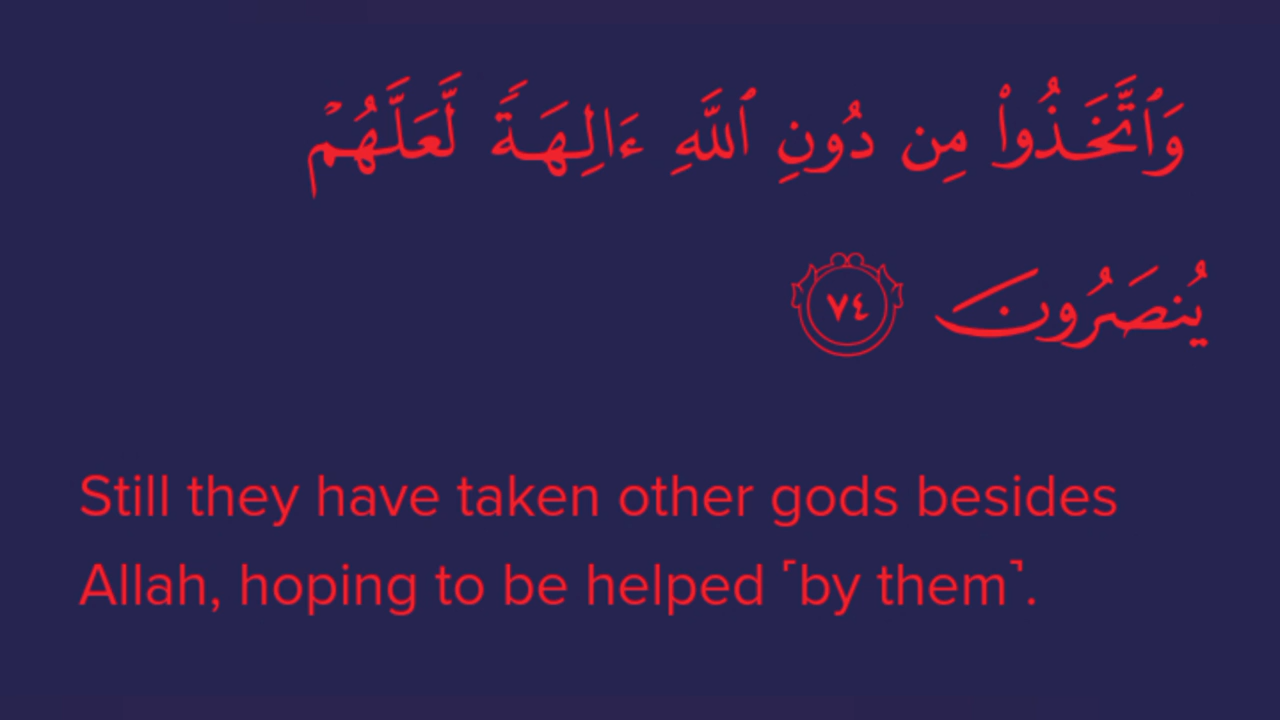 وَٱتَّخَذُوا۟ مِن دُونِ ٱللَّهِ ءَالِهَةً لَّعَلَّهُمْ
يُنصَرُونَ ٧٤
Still they have taken other gods besides
Allah, hoping to be helped ˹by them˺.